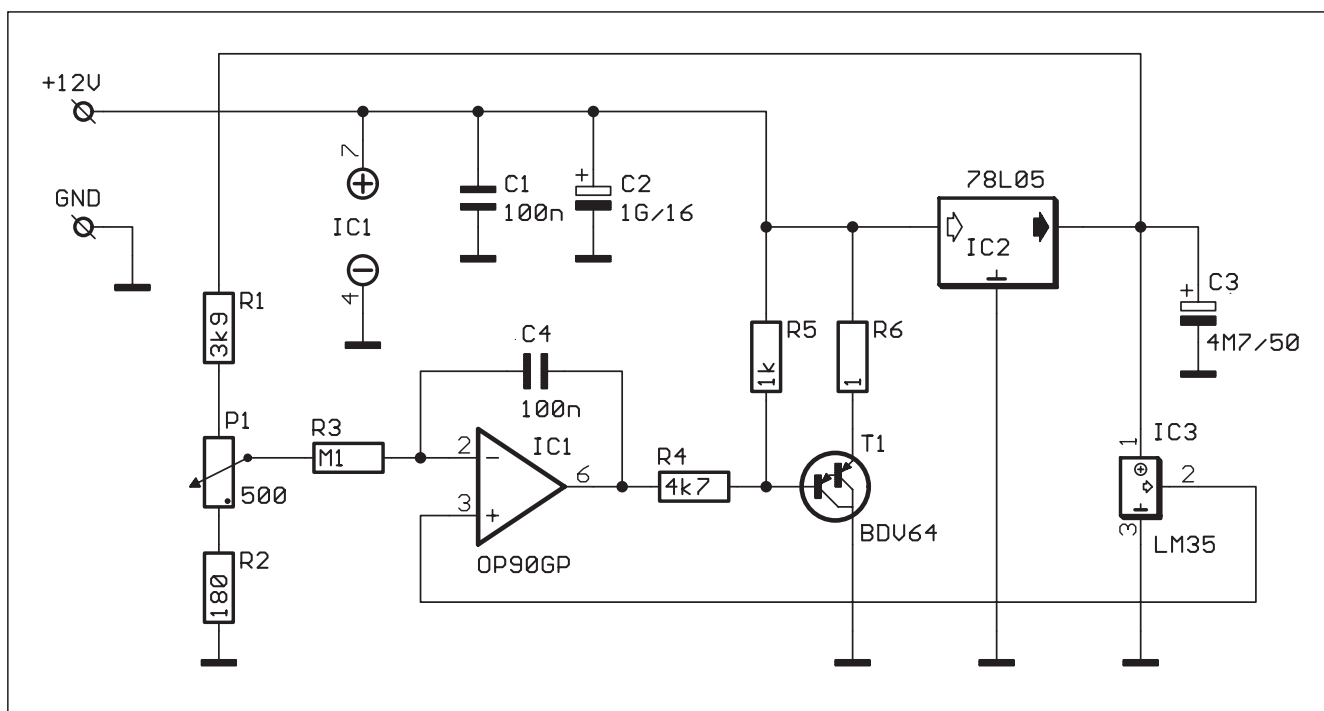 +12V
GND
7
IC1
4
C1
100n
+
C2
1G/16
78L05
IC2
+
C3
4M7/50
R1
3k9
P1
500
R2
180
R3
M1
C4
100n
2
3
-
+
IC1
6
OP90GP
R4
4k7
R5
1k
R6
1
T1
BDV64
IC3
1
2
3
LM35